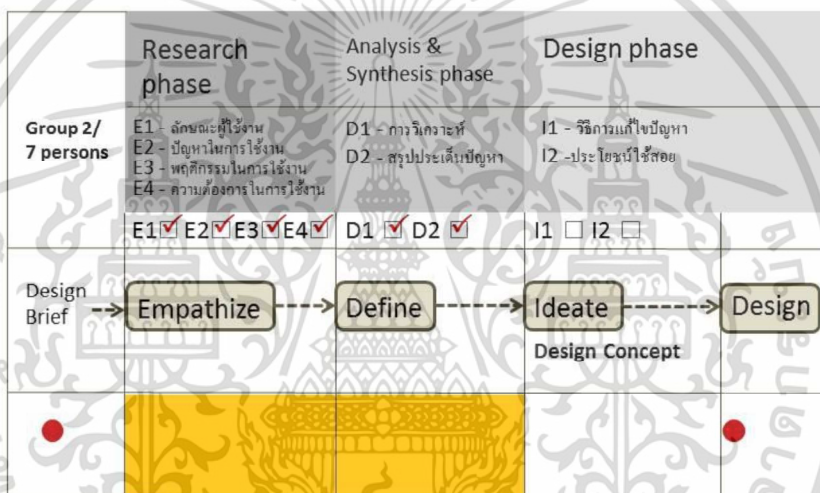 Research
phase
Analysis &
Synthesis phase
Design phase
Group 2/
7 persons
E1 - ลักษณะผู้ใช้งาน
E2 - ปัญหาในการใช้งาน
E3 - พฤติกรรมในการใช้งาน
E4 - ความต้องการในการใช้งาน
D1 - การวิเคราะห์
D2 - สรุปประเด็นปัญหา
I1 - วิธีการแก้ไขปัญหา
I2 -ประโยชน์ใช้สอย
E1 ☑ E2 ☑ E3 ☑ E4 ☑
D1 ☑ D2 ☑
I1 ☐ I2 ☐
Design
Brief
Empathize
Define
Ideate
Design
Design Concept